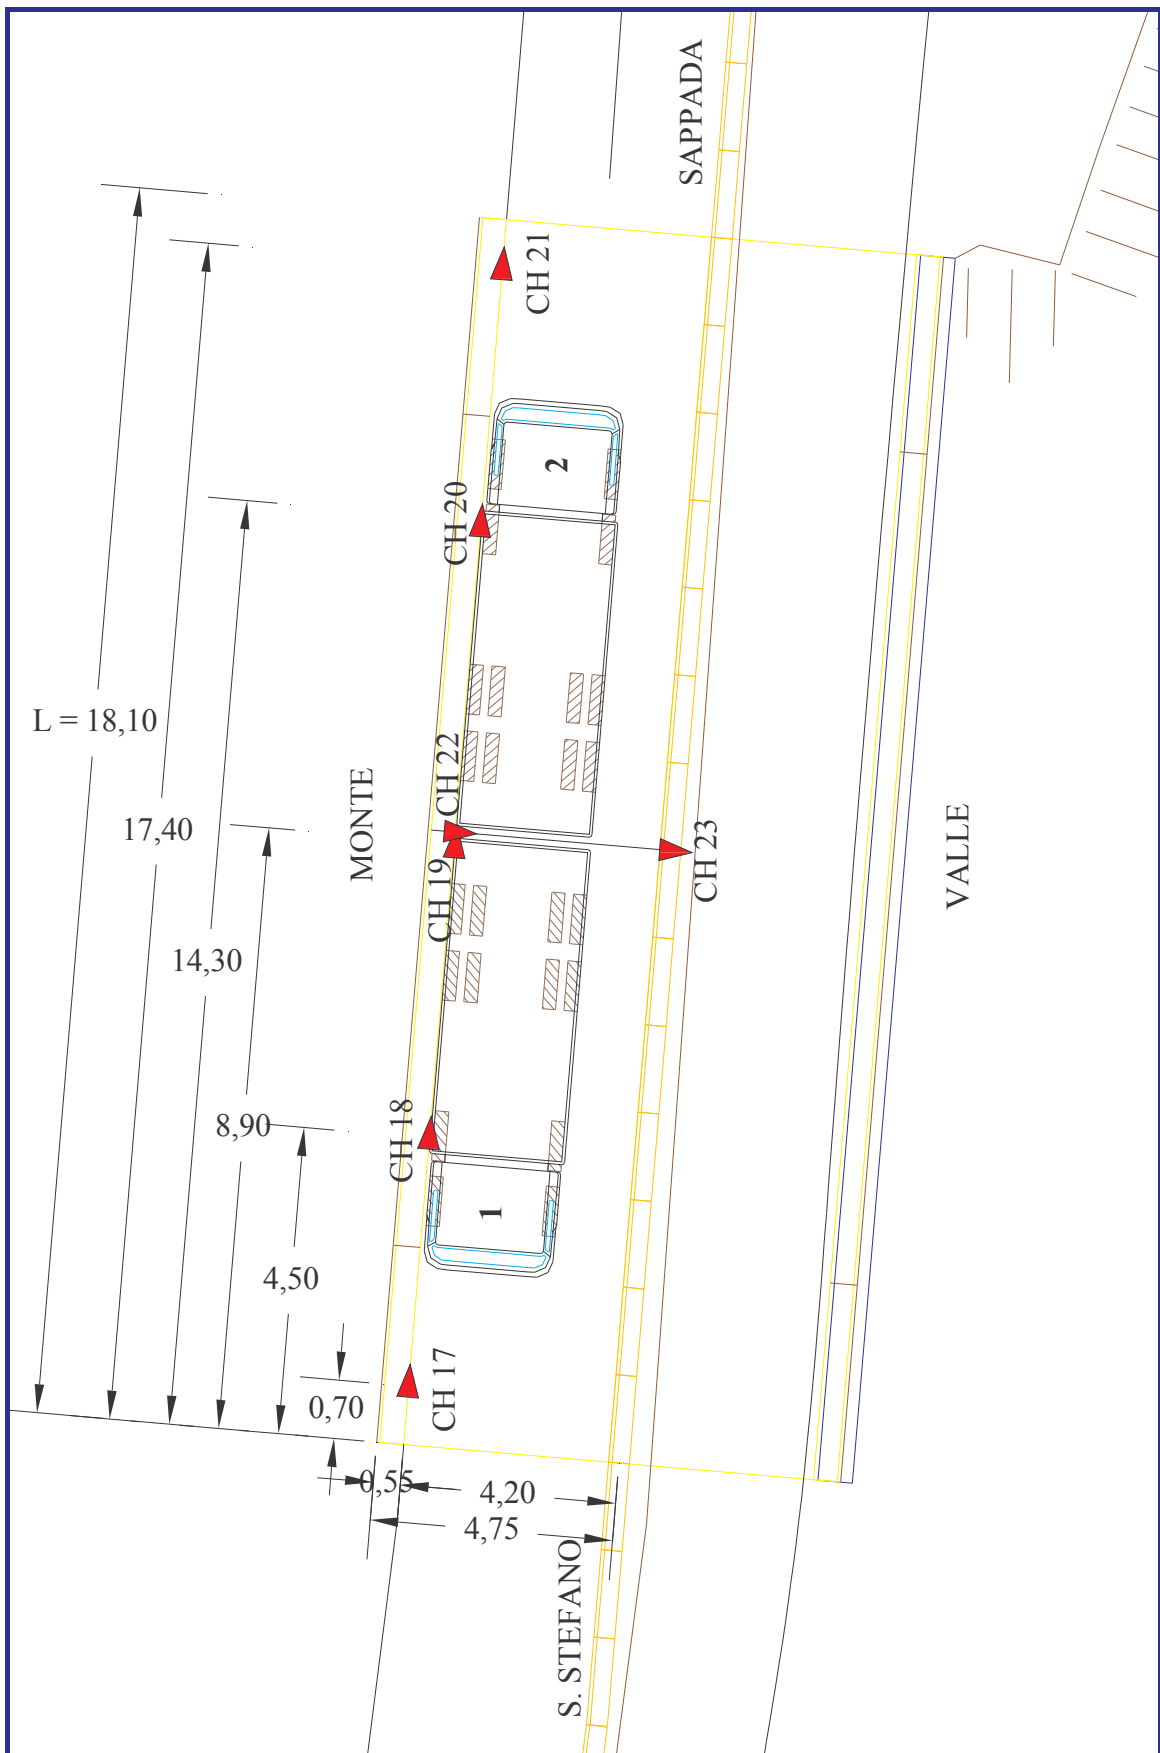 SAPPADA
CH 21
2
CH 20
L = 18,10
CH 22
17,40
MONTE
CH 23
VALLE
CH 19
14,30
8,90
CH 18
1
4,50
CH 17
0,70
0,55
4,20
4,75
S. STEFANO